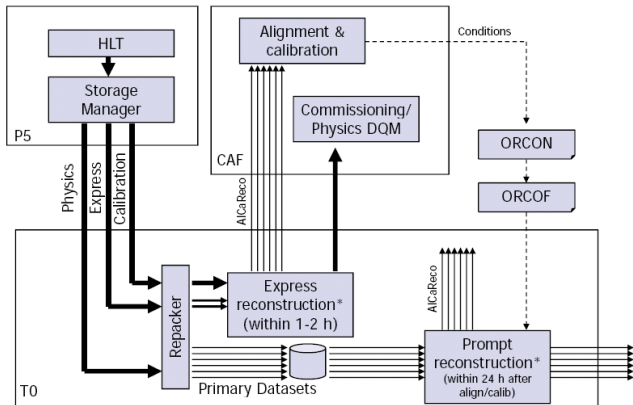 HLT
Storage
Manager
P5
Alignment &
calibration
Commissioning/
Physics DQM
CAF
Conditions
ORCON
ORCOF
Physics
Express
Calibration
AlCaReco
Repacker
Express
reconstruction*
(within 1-2 h)
AlCaReco
Prompt
reconstruction*
(within 24 h after
align/calib)
Primary Datasets
T0